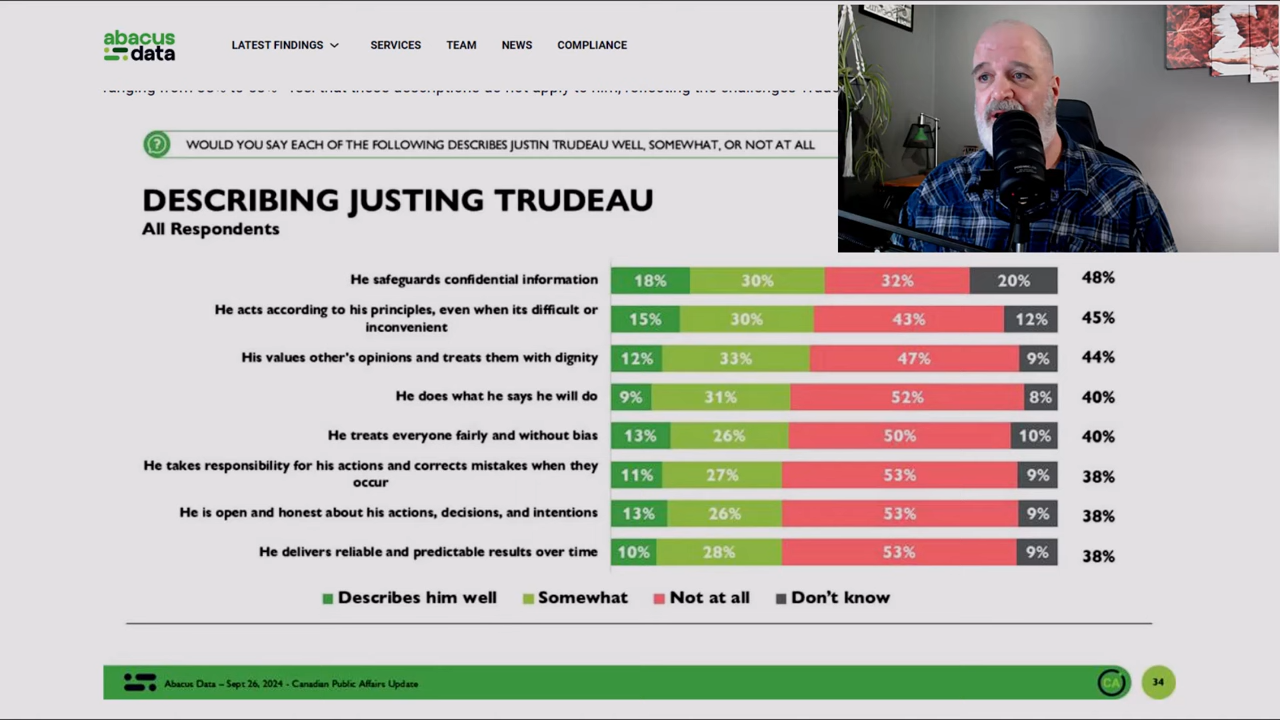 abacus
data
LATEST FINDINGS
SERVICES
TEAM
NEWS
COMPLIANCE
WOULD YOU SAY EACH OF THE FOLLOWING DESCRIBES JUSTIN TRUDEAU WELL, SOMEWHAT, OR NOT AT ALL
DESCRIBING JUSTING TRUDEAU
All Respondents
He safeguards confidential information 18% 30% 32% 20% 48%
He acts according to his principles, even when its difficult or
inconvenient 15% 30% 43% 12% 45%
His values other's opinions and treats them with dignity 12% 33% 47% 9% 44%
He does what he says he will do 9% 31% 52% 8% 40%
He treats everyone fairly and without bias 13% 26% 50% 10% 40%
He takes responsibility for his actions and corrects mistakes when they
occur 11% 27% 53% 9% 38%
He is open and honest about his actions, decisions, and intentions 13% 26% 53% 9% 38%
He delivers reliable and predictable results over time 10% 28% 53% 9% 38%
Describes him well Somewhat Not at all Don't know
Abacus Data – Sept 26, 2024 - Canadian Public Affairs Update
CA
34